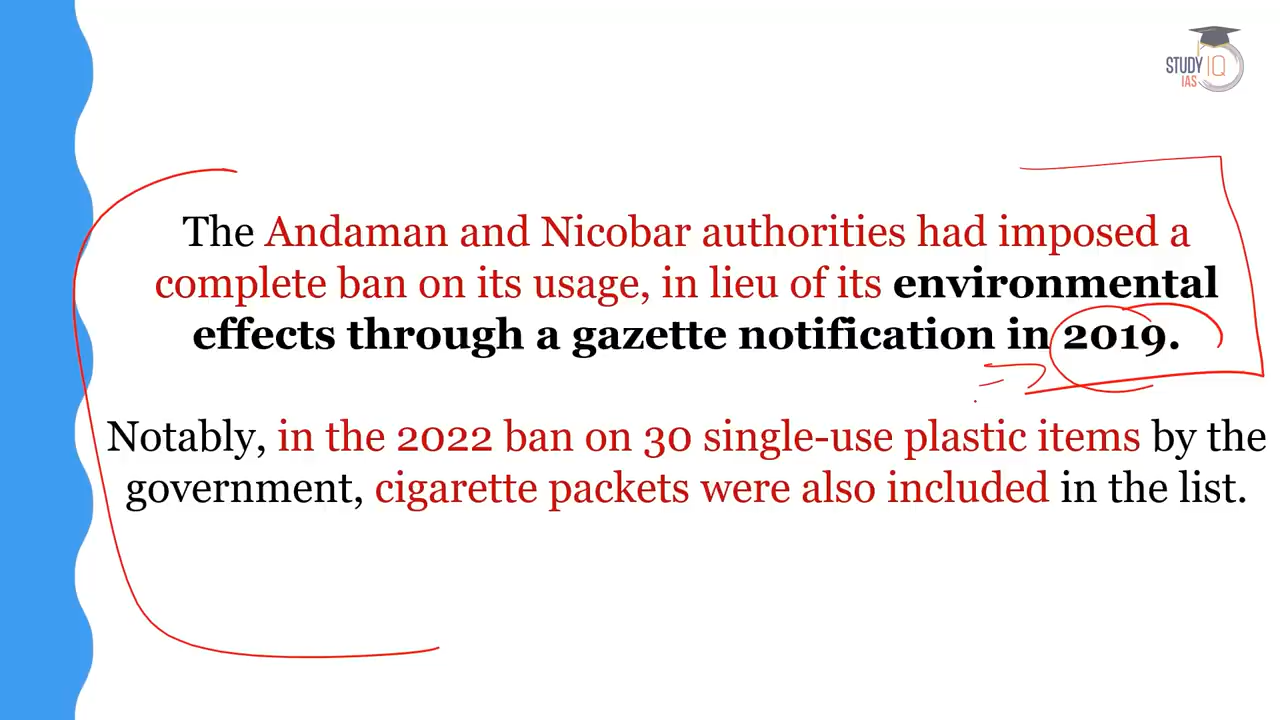 STUDY IQ
IAS
The Andaman and Nicobar authorities had imposed a
complete ban on its usage, in lieu of its environmental
effects through a gazette notification in 2019.
Notably, in the 2022 ban on 30 single-use plastic items by the
government, cigarette packets were also included in the list.